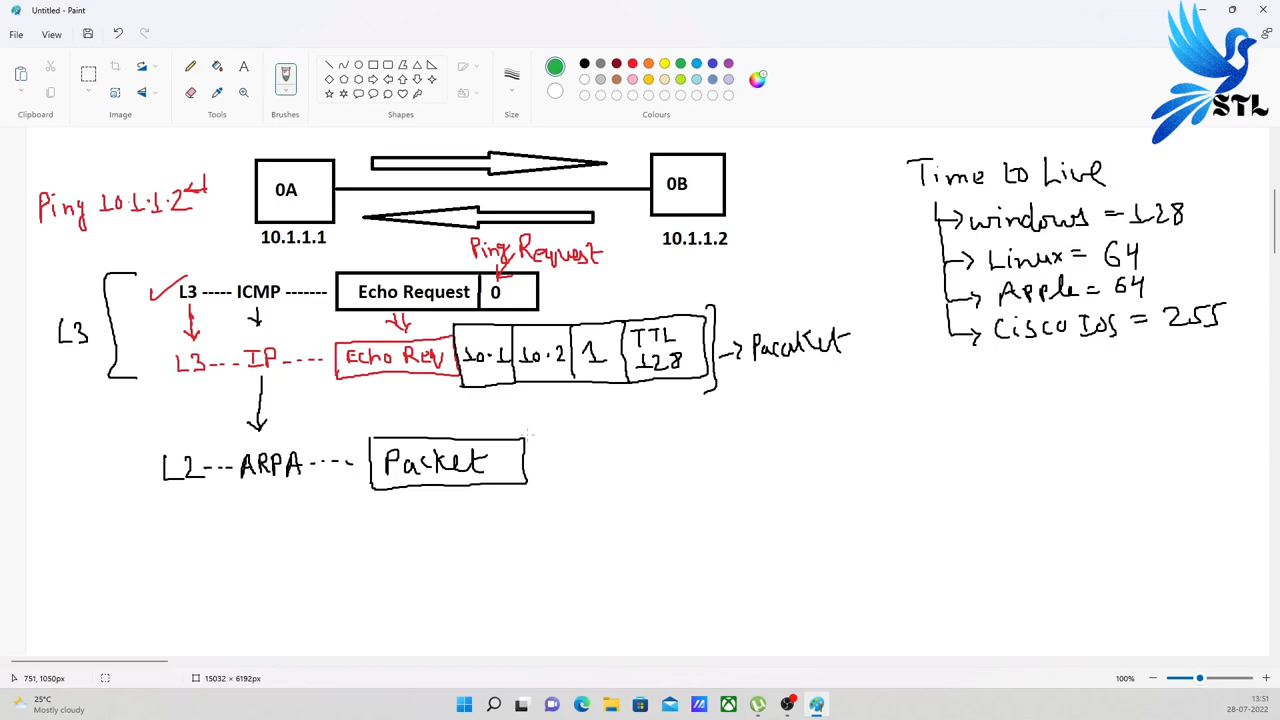 Untitled - Paint
File View
Clipboard Image Tools Brushes Shapes Size Colours
STL
Ping 10.1.1.2
0A
0B
10.1.1.1
10.1.1.2
Ping Request
L3 ----- ICMP ------- Echo Request 0
L3
L3--- IP ---- Echo Req 10.1 10.2 1 TTL 128 Pacatket
L2---ARPA---- Packet
Time to Live
windows = 128
Linux = 64
Apple = 64
Cisco Ios = 255
751, 1050px
15032 × 6192px
100%
25°C
Mostly cloudy
13:51
28-07-2022